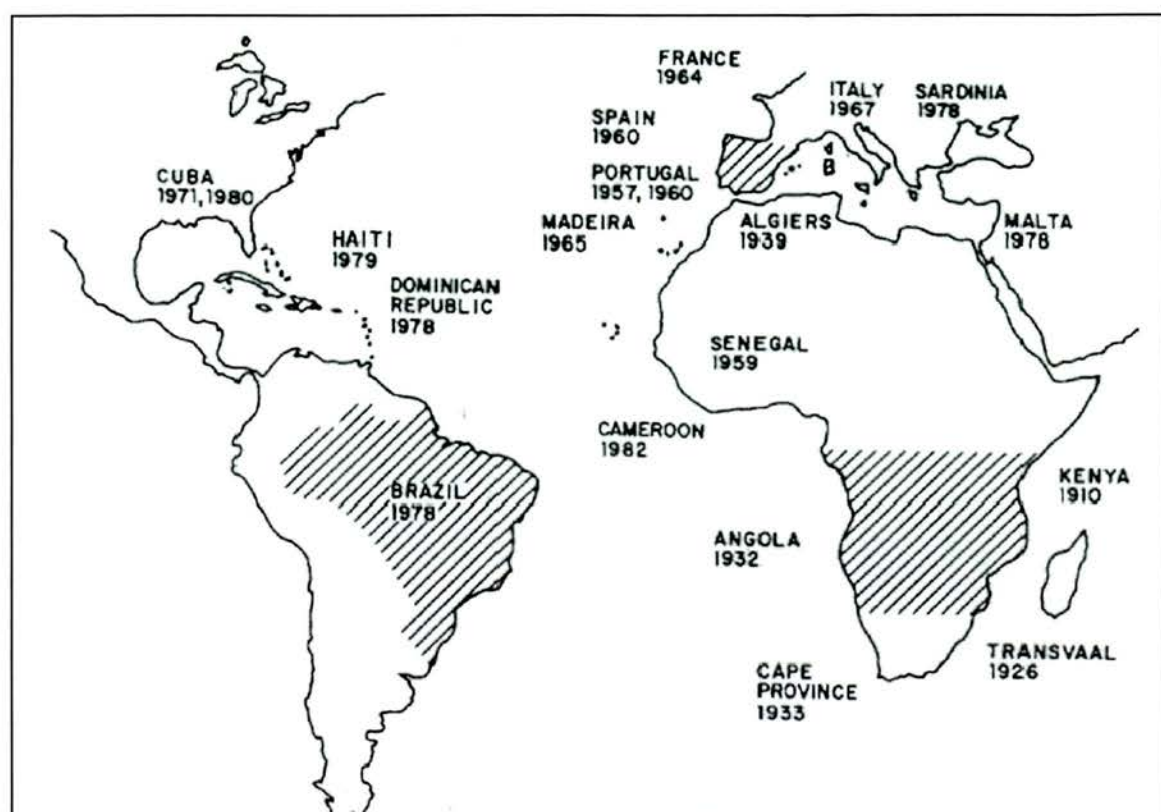 FRANCE
1964
ITALY
1967
SARDINIA
1978
SPAIN
1960
PORTUGAL
1957, 1960
CUBA
1971, 1980
MADEIRA
1965
ALGIERS
1939
MALTA
1978
HAITI
1979
DOMINICAN
REPUBLIC
1978
SENEGAL
1959
CAMEROON
1982
BRAZIL
1978
KENYA
1910
ANGOLA
1932
TRANSVAAL
1926
CAPE
PROVINCE
1933